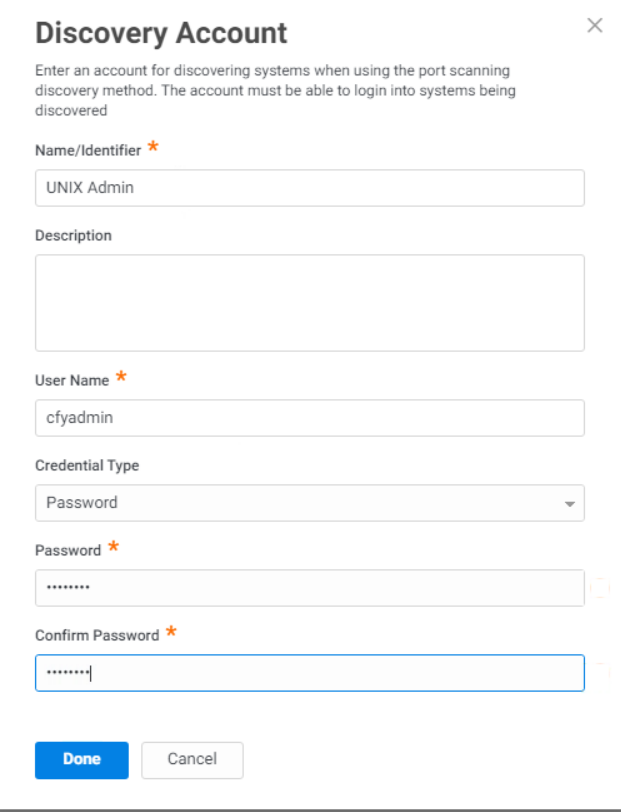 Discovery Account
Enter an account for discovering systems when using the port scanning
discovery method. The account must be able to login into systems being
discovered
Name/Identifier *
UNIX Admin
Description
User Name *
cfyadmin
Credential Type
Password
Password *
••••••••
Confirm Password *
••••••••
Done Cancel